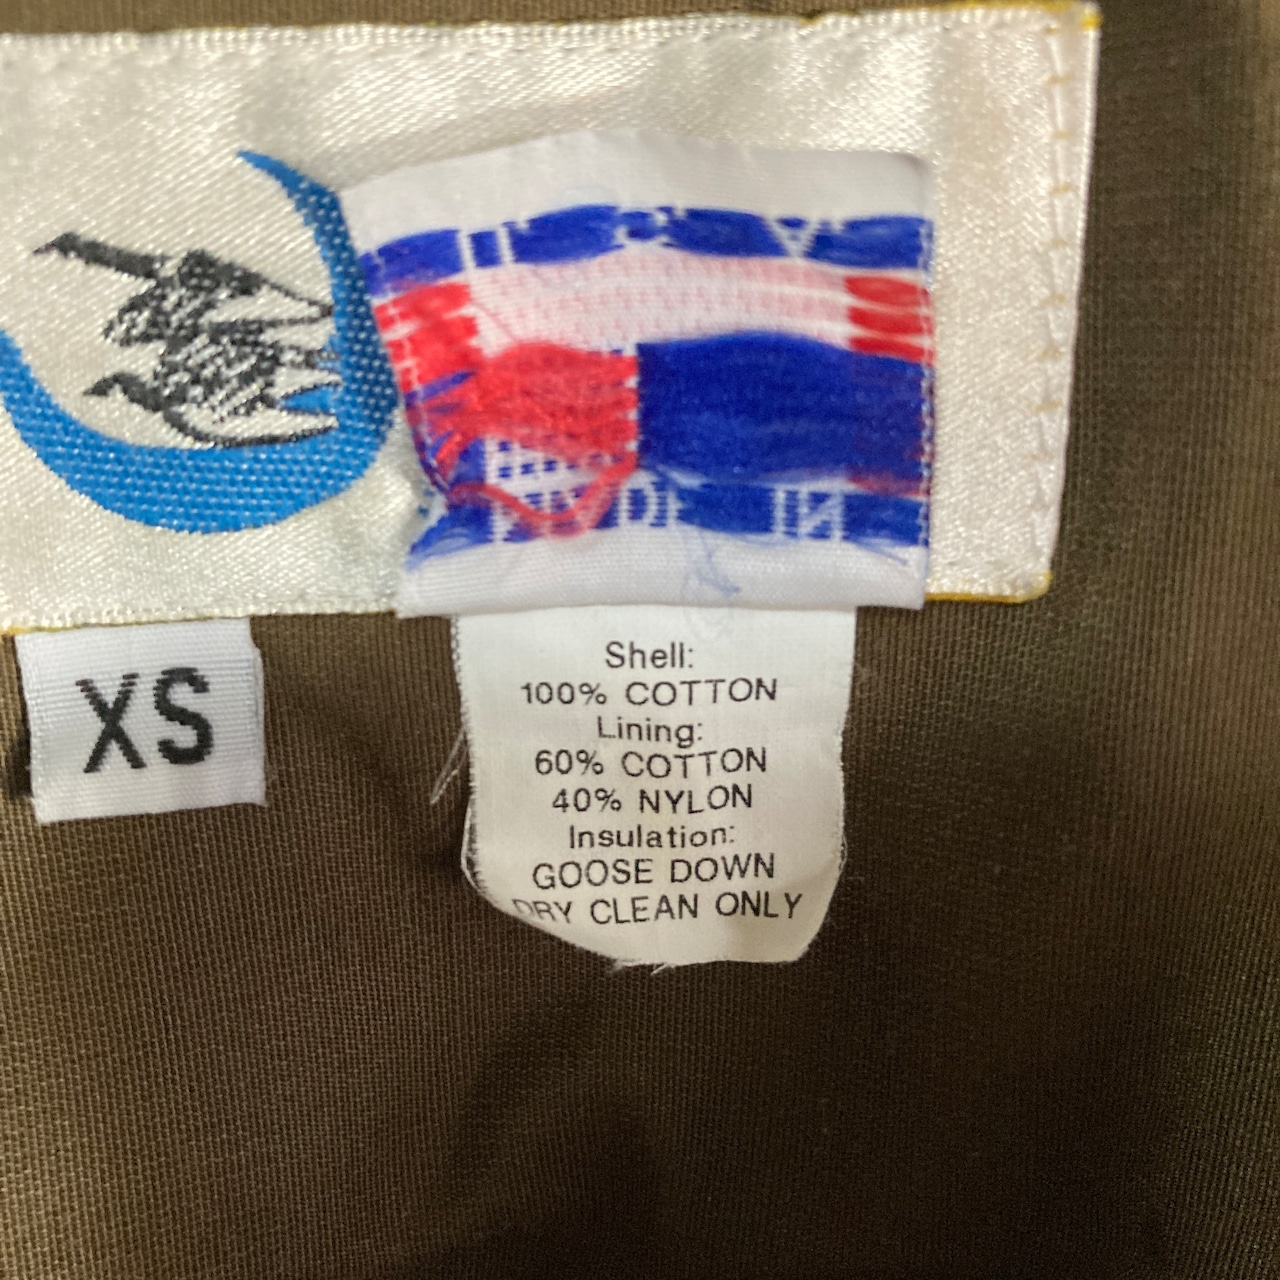 XS
Shell:
100% COTTON
Lining:
60% COTTON
40% NYLON
Insulation:
GOOSE DOWN
DRY CLEAN ONLY